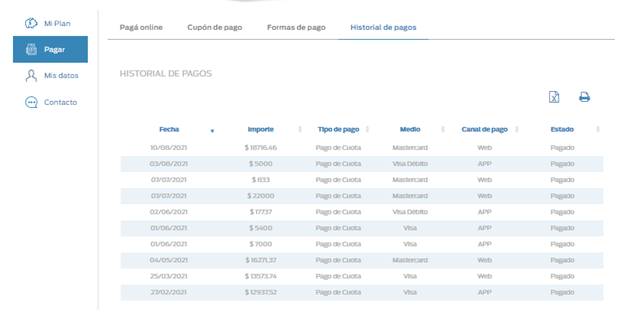 Mi Plan
Pagar
Mis datos
Contacto
Pagá online Cupón de pago Formas de pago Historial de pagos
HISTORIAL DE PAGOS
Fecha Importe Tipo de pago Medio Canal de pago Estado
10/08/2021 $ 18716.46 Pago de Cuota Mastercard Web Pagado
03/08/2021 $ 5000 Pago de Cuota Visa Débito APP Pagado
07/07/2021 $ 833 Pago de Cuota Mastercard Web Pagado
07/07/2021 $ 22000 Pago de Cuota Mastercard Web Pagado
02/06/2021 $ 17737 Pago de Cuota Visa Débito APP Pagado
01/06/2021 $ 5400 Pago de Cuota Visa APP Pagado
01/06/2021 $ 7000 Pago de Cuota Visa APP Pagado
04/05/2021 $ 16271,37 Pago de Cuota Mastercard Web Pagado
25/03/2021 $ 13573.74 Pago de Cuota Visa Web Pagado
23/02/2021 $ 12937.52 Pago de Cuota Visa APP Pagado